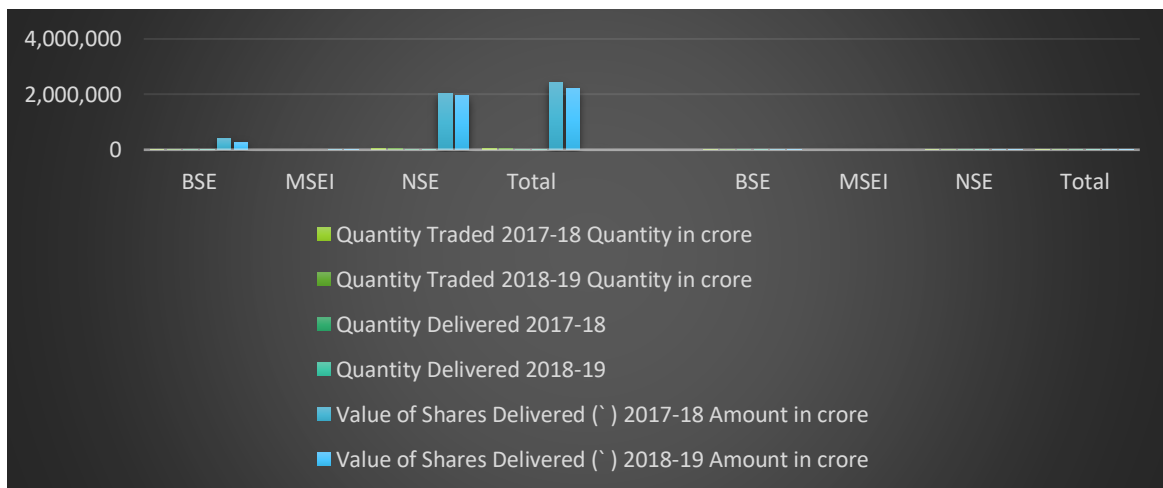 4,000,000
2,000,000
0
BSE MSEI NSE Total BSE MSEI NSE Total
Quantity Traded 2017-18 Quantity in crore
Quantity Traded 2018-19 Quantity in crore
Quantity Delivered 2017-18
Quantity Delivered 2018-19
Value of Shares Delivered (` ) 2017-18 Amount in crore
Value of Shares Delivered (` ) 2018-19 Amount in crore